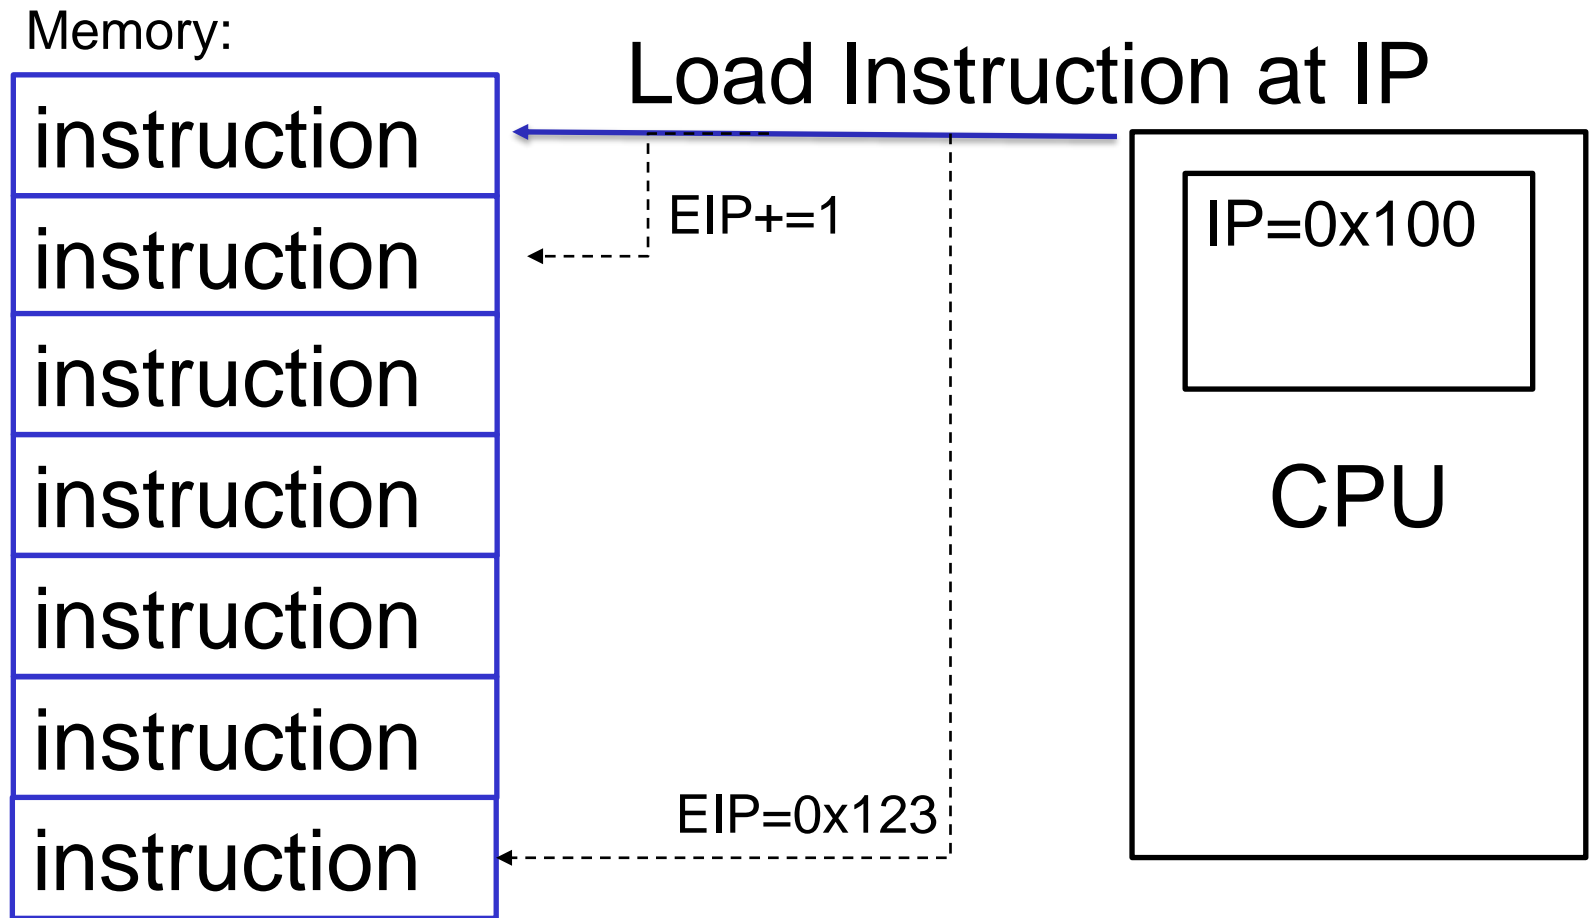 Memory:
Load Instruction at IP
instruction
instruction
instruction
instruction
instruction
instruction
instruction
EIP+=1
EIP=0x123
IP=0x100
CPU